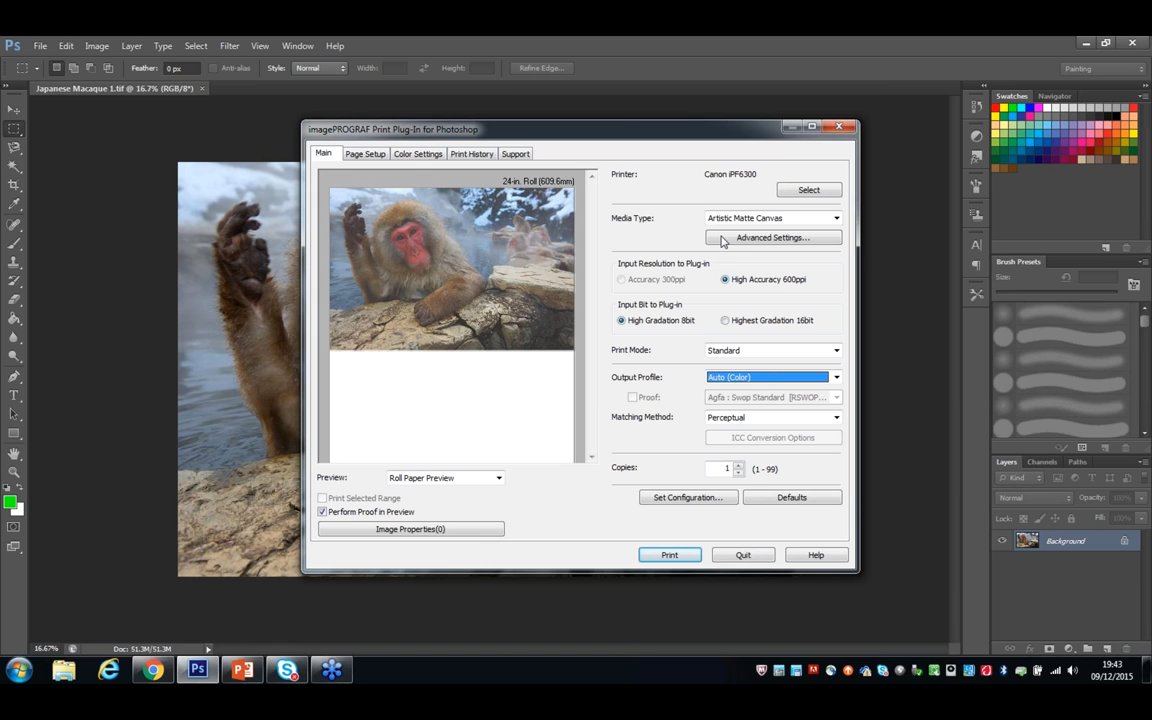 Ps File Edit Image Layer Type Select Filter View Window Help
Feather: 0 px Anti-alias Style: Normal Width: Height: Refine Edge... Painting
Japanese Macaque 1.tif @ 16.7% (RGB/8*) ×
imagePROGRAF Print Plug-In for Photoshop
Main Page Setup Color Settings Print History Support
24-in. Roll (609.6mm)
Preview: Roll Paper Preview
Print Selected Range
Perform Proof in Preview
Image Properties(0)
Printer: Canon iPF6300
Select
Media Type: Artistic Matte Canvas
Advanced Settings...
Input Resolution to Plug-in
Accuracy 300ppi High Accuracy 600ppi
Input Bit to Plug-in
High Gradation 8bit Highest Gradation 16bit
Print Mode: Standard
Output Profile: Auto (Color)
Proof: Agfa : Swop Standard [RSWOP...
Matching Method: Perceptual
ICC Conversion Options
Copies: 1 (1 - 99)
Set Configuration... Defaults
Print Quit Help
Swatches Navigator
Brush Presets
Size:
Layers Channels Paths
Kind
Normal Opacity: 100%
Lock: Fill: 100%
Background
16.67% Doc: 51.3M/51.3M
Ps
19:43
09/12/2015